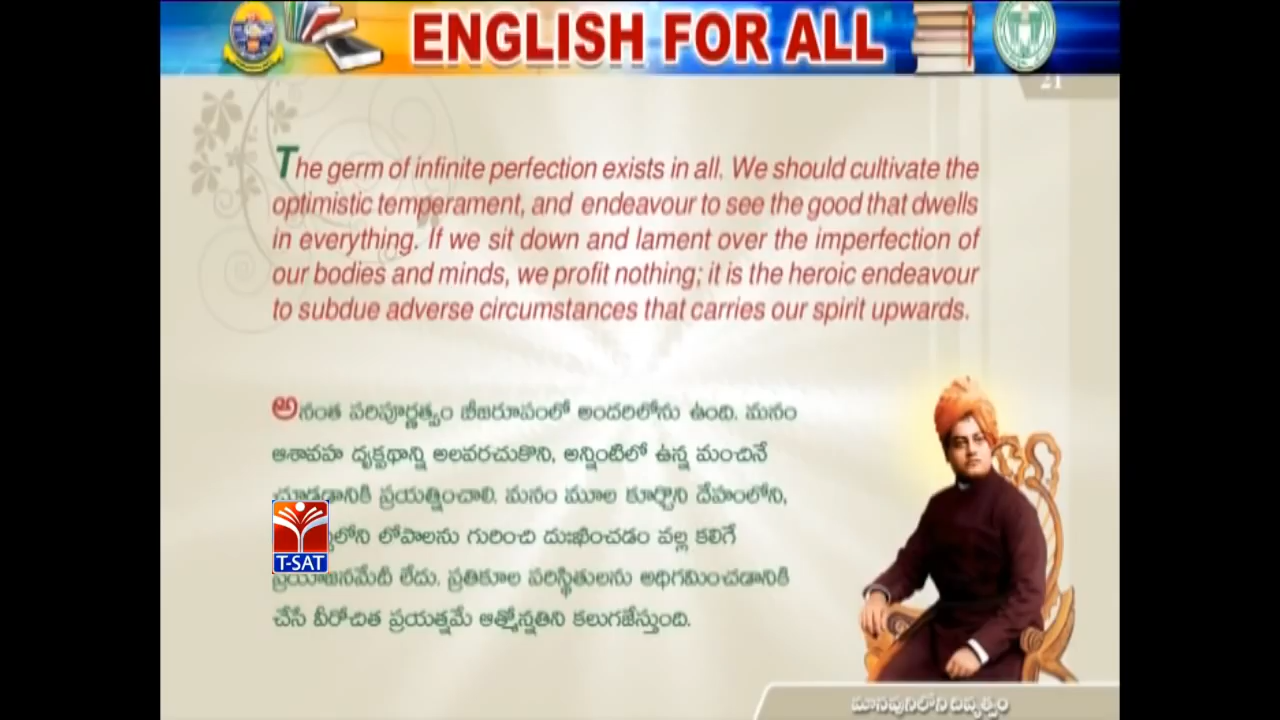 ENGLISH FOR ALL
21
The germ of infinite perfection exists in all. We should cultivate the
optimistic temperament, and endeavour to see the good that dwells
in everything. If we sit down and lament over the imperfection of
our bodies and minds, we profit nothing; it is the heroic endeavour
to subdue adverse circumstances that carries our spirit upwards.
అనంత పరిపూర్ణత్వం బీజరూపంలో అందరిలోను ఉంది. మనం
ఆశావహ దృక్పథాన్ని అలవరచుకొని, అన్నింటిలో ఉన్న మంచినే
చూడడానికి ప్రయత్నించాలి. మనం మూల కూర్చొని దేహంలోని,
లోపాలను గురించి దుఃఖించడం వల్ల కలిగే
ప్రయోజనమేటి లేదు. ప్రతికూల పరిస్థితులను అధిగమించడానికి
చేసే వీరోచిత ప్రయత్నమే ఆత్మోన్నతిని కలుగజేస్తుంది.
T-SAT
మానవునిలోని దివ్యత్వం